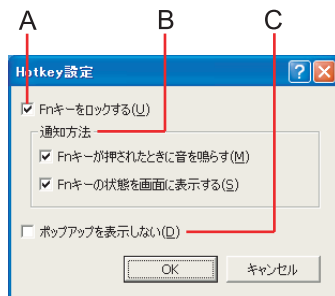 A B C
Hotkey設定
Fnキーをロックする(U)
通知方法
Fnキーが押されたときに音を鳴らす(M)
Fnキーの状態を画面に表示する(S)
ポップアップを表示しない(D)
OK キャンセル